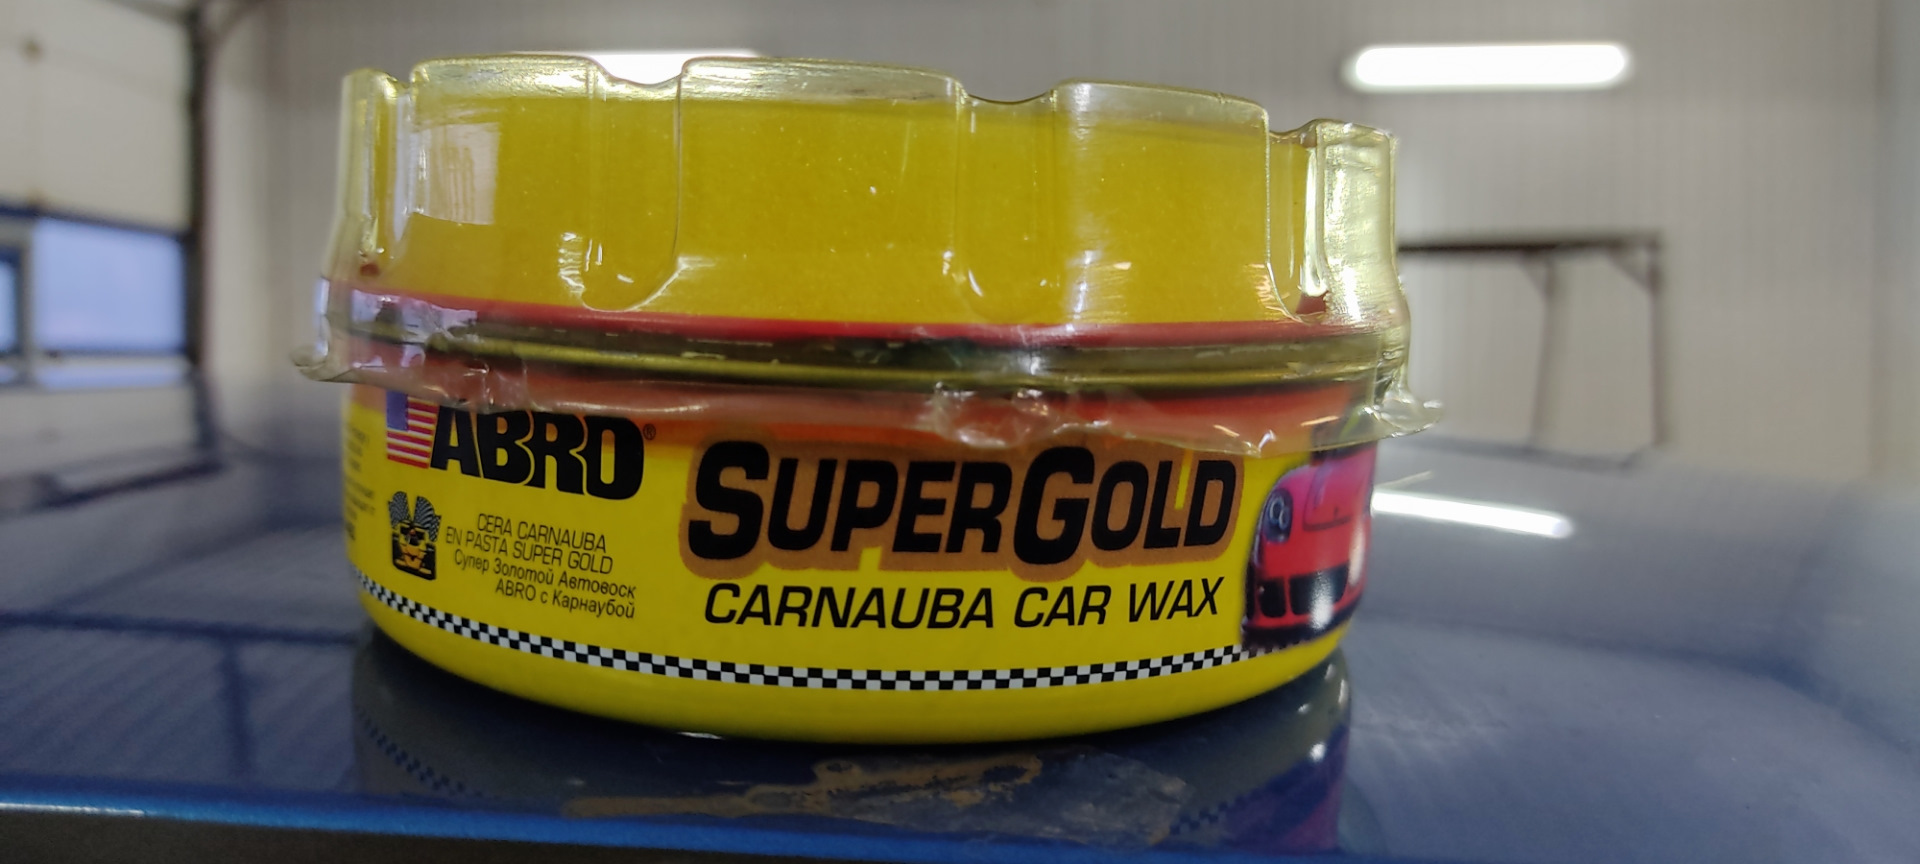 ABRO®
CERA CARNAUBA
EN PASTA SUPER GOLD
Супер Золотой Автовоск
ABRO с Карнаубой
SUPERGOLD
CARNAUBA CAR WAX